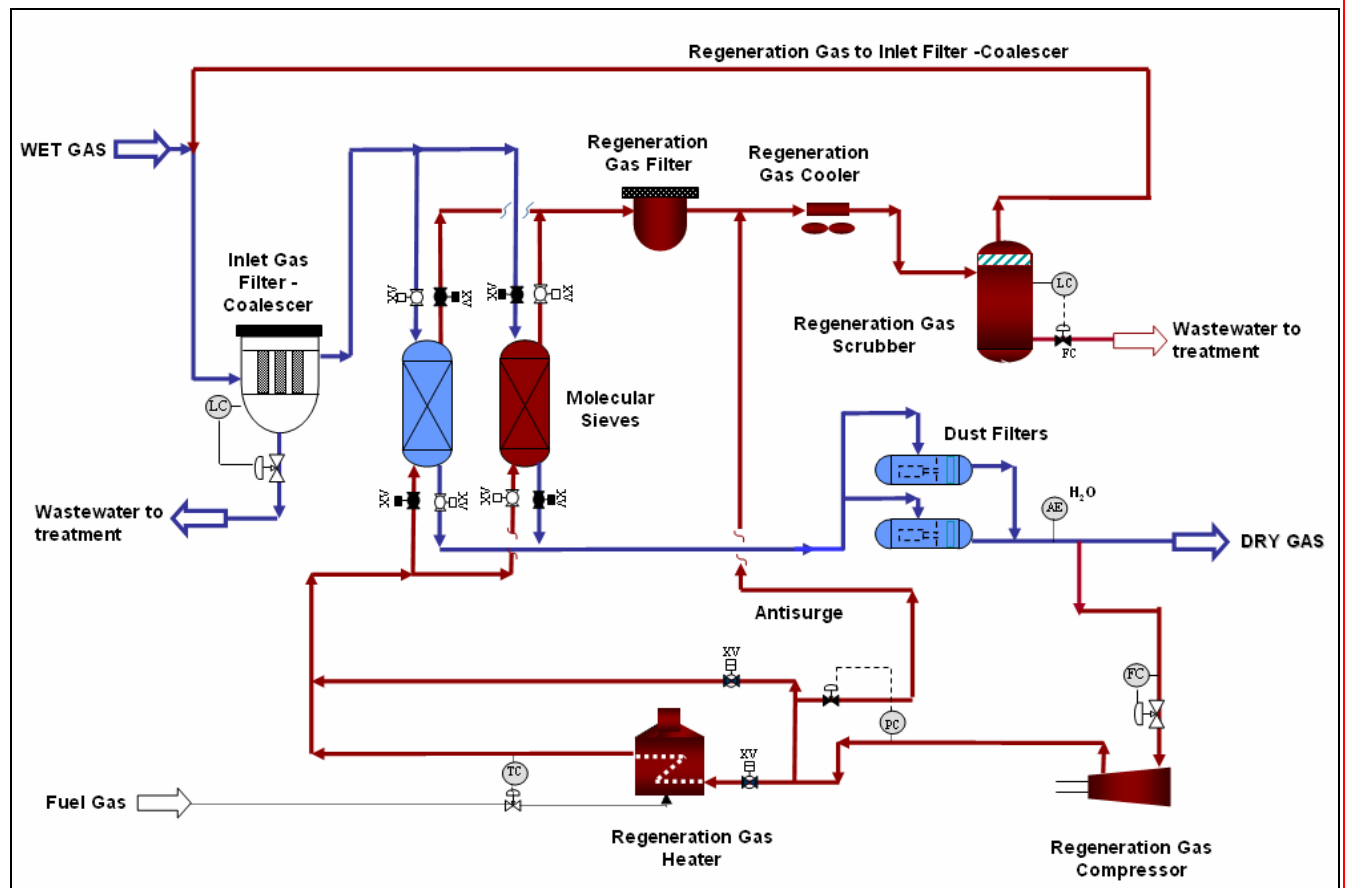 Regeneration Gas to Inlet Filter -Coalescer
WET GAS
Regeneration
Gas Filter
Regeneration
Gas Cooler
Inlet Gas
Filter -
Coalescer
XV
XV
XV
XV
LC
Regeneration Gas
Scrubber
FC
Wastewater to
treatment
Molecular
Sieves
LC
Dust Filters
XV
XV
XV
XV
AE
H2O
Wastewater to
treatment
DRY GAS
Antisurge
XV
FC
PC
XV
TC
Fuel Gas
Regeneration Gas
Heater
Regeneration Gas
Compressor